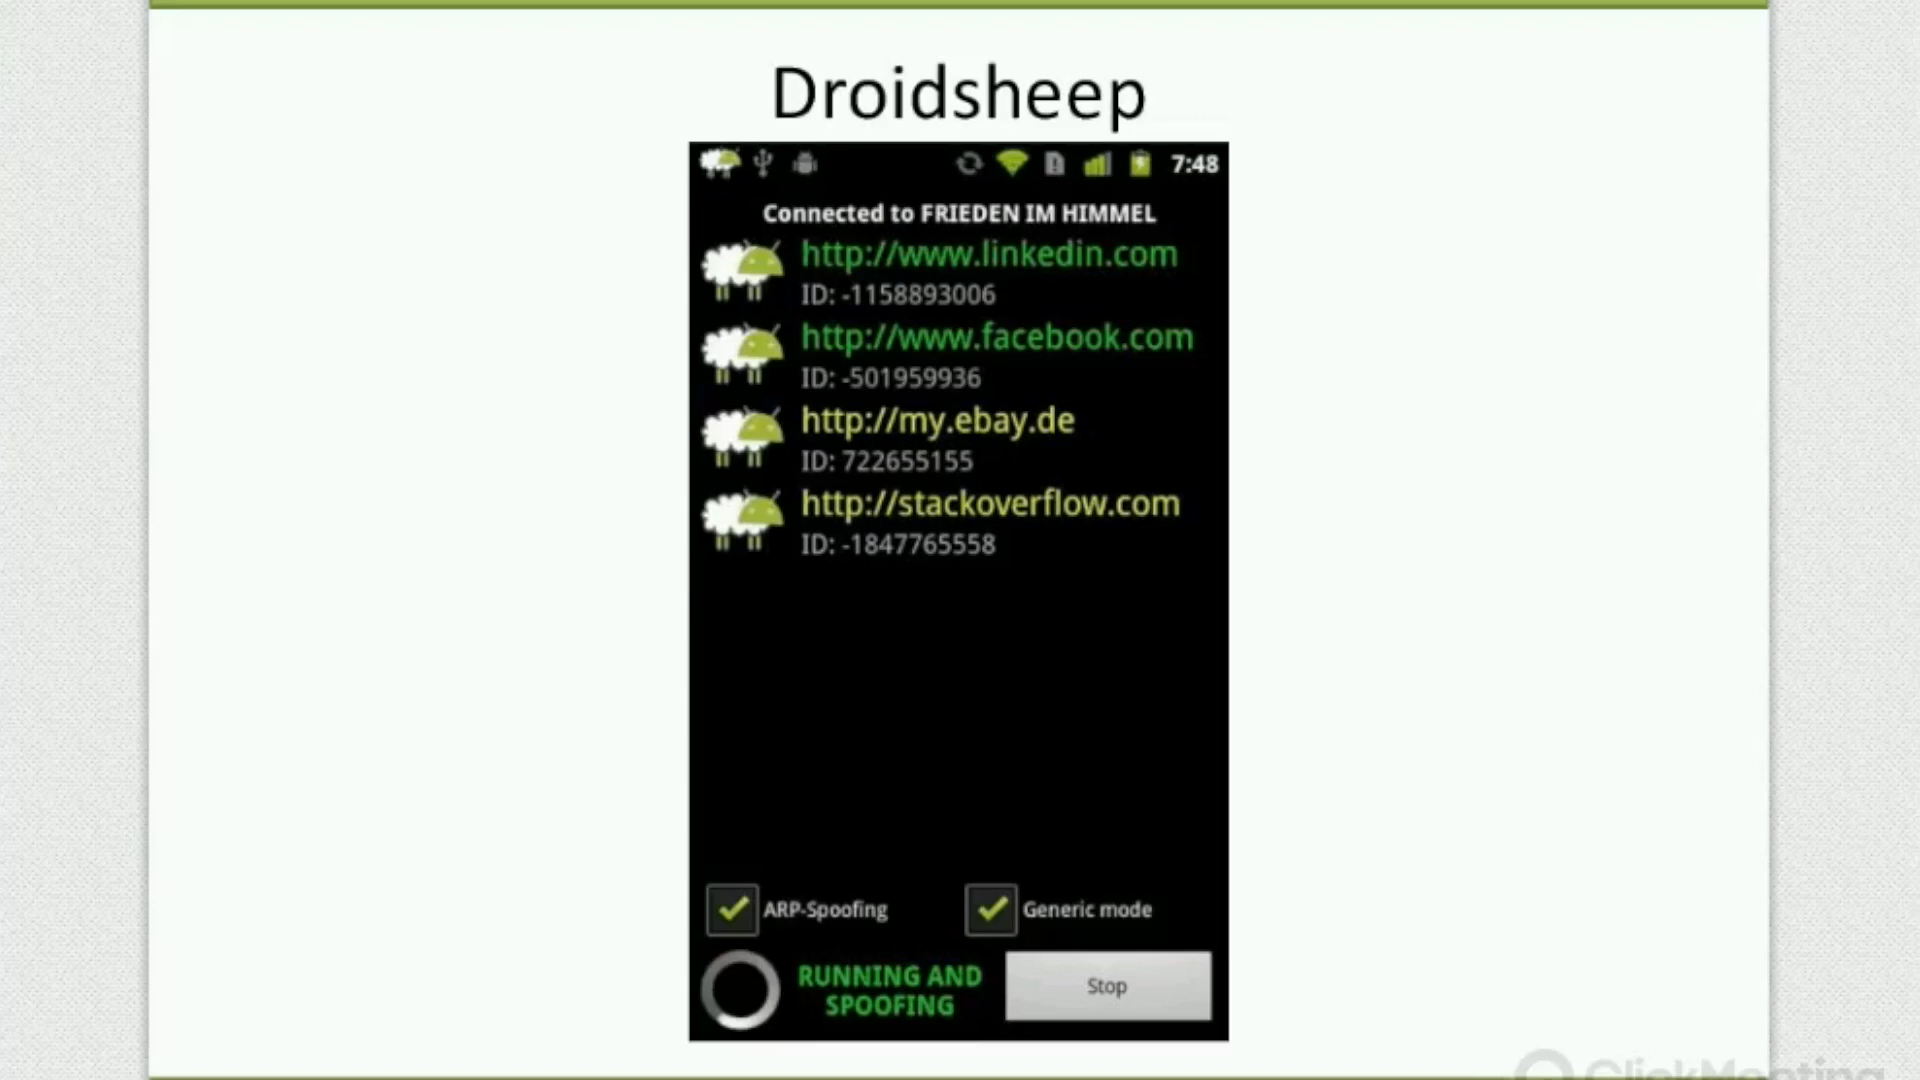 Droidsheep
7:48
Connected to FRIEDEN IM HIMMEL
http://www.linkedin.com
ID: -1158893006
http://www.facebook.com
ID: -501959936
http://my.ebay.de
ID: 722655155
http://stackoverflow.com
ID: -1847765558
ARP-Spoofing
Generic mode
RUNNING AND
SPOOFING
Stop
ClickMeeting